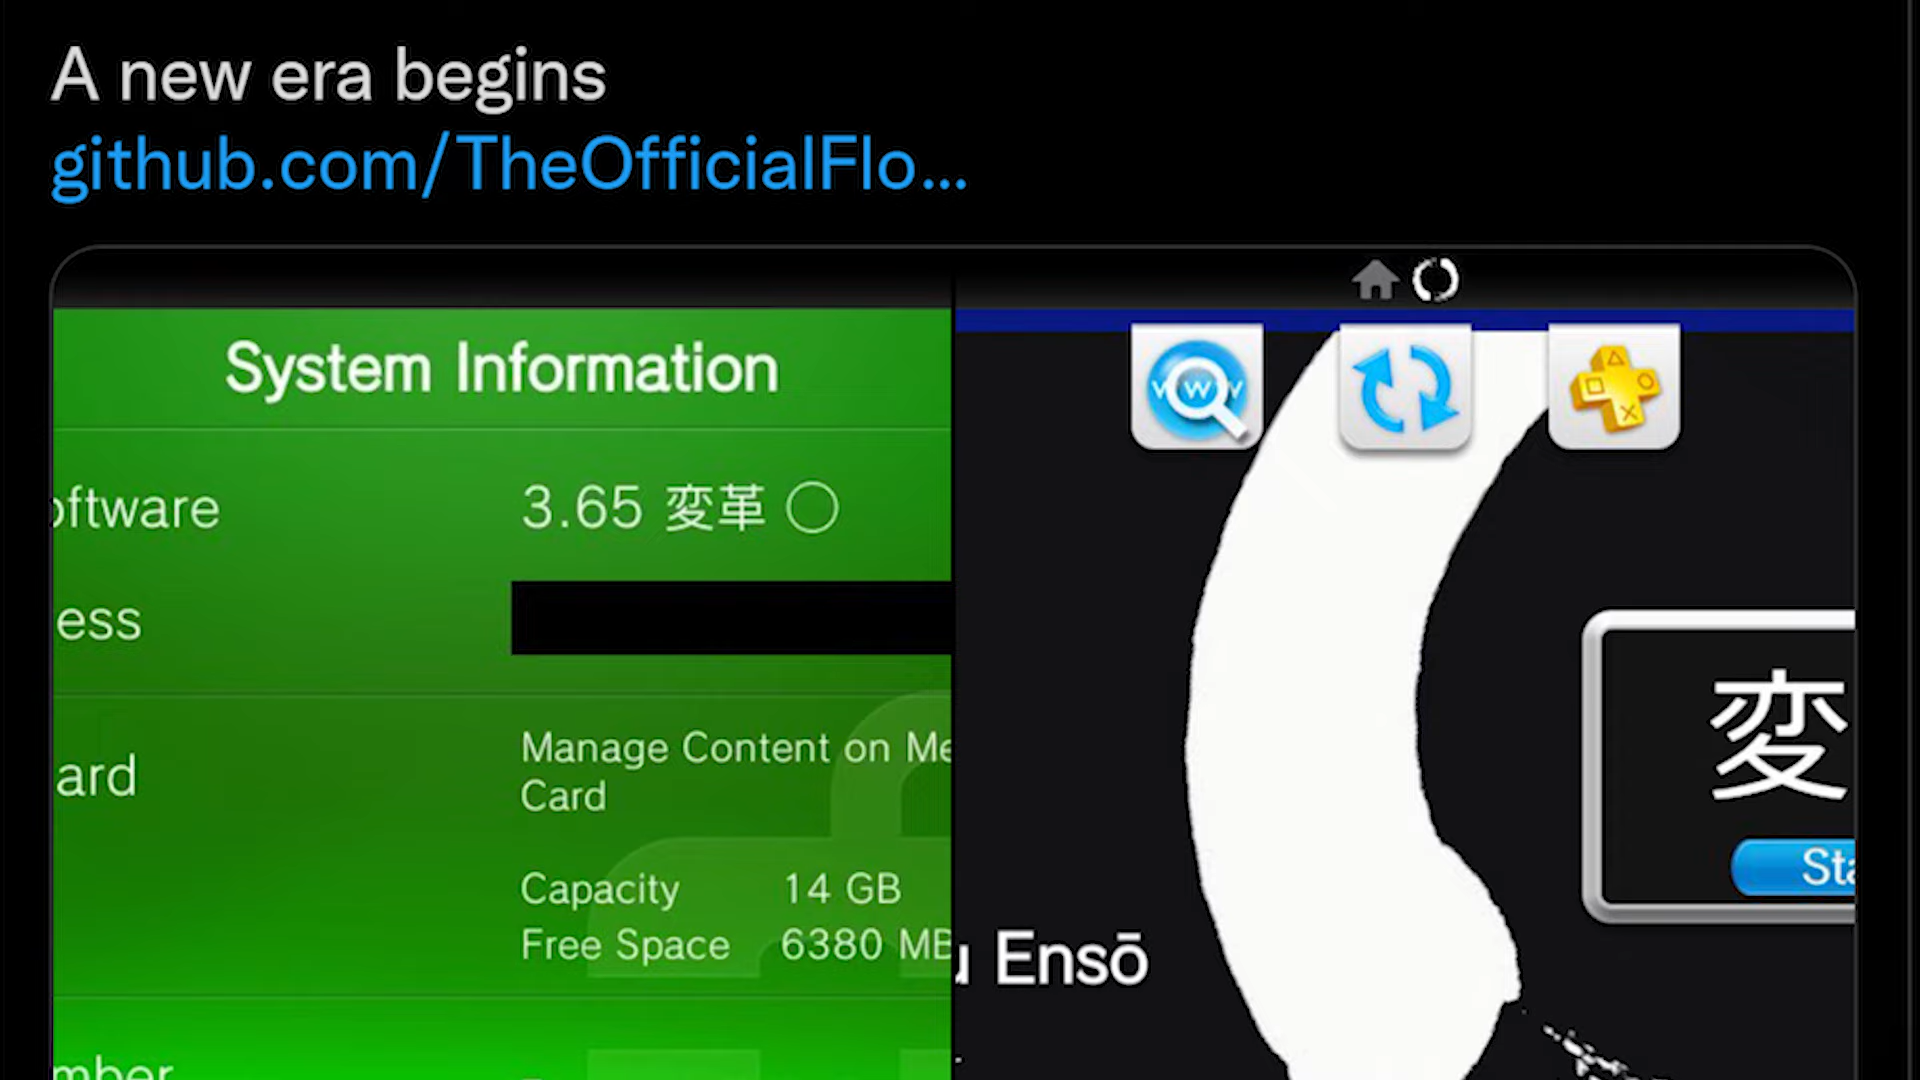 A new era begins
github.com/TheOfficialFlo...
System Information
oftware 3.65 変革 ○
ess
ard
Manage Content on Me
Card
Capacity 14 GB
Free Space 6380 MB
mber
www
変
Sta
u Ensō